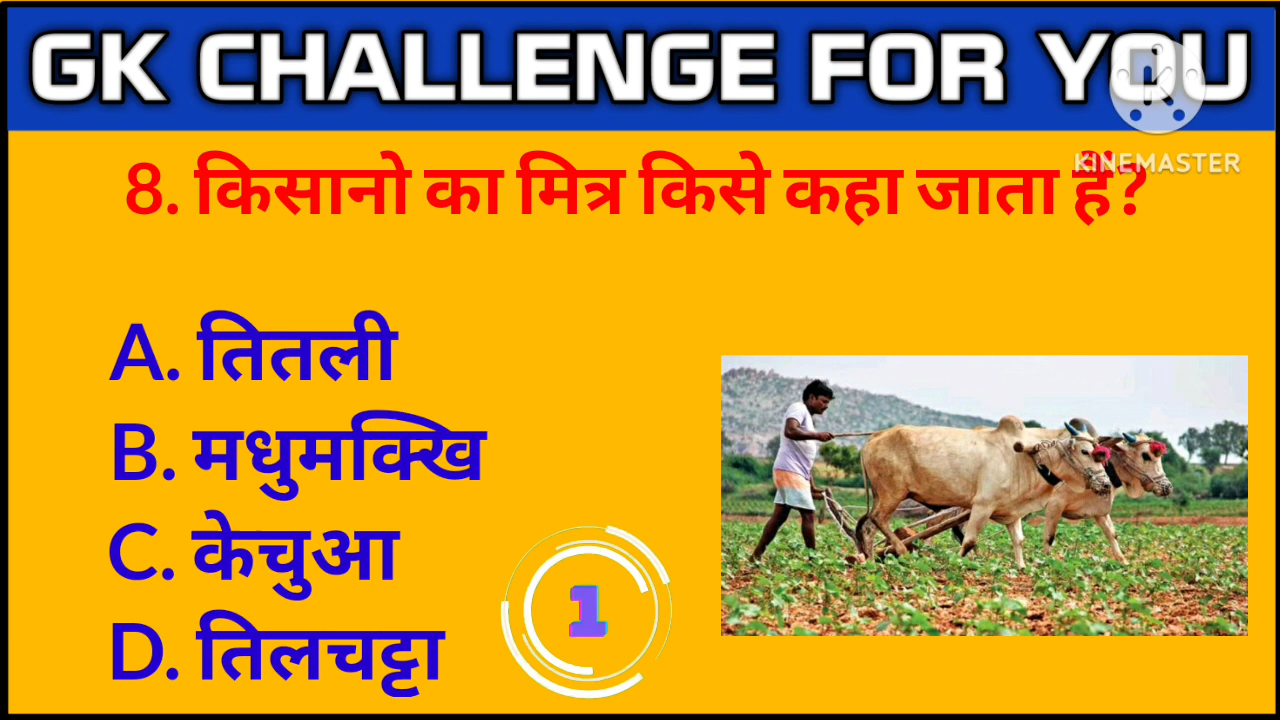 GK CHALLENGE FOR YOU
KINEMASTER
8. किसानो का मित्र किसे कहा जाता हैं?
A. तितली
B. मधुमक्खि
C. केचुआ
D. तिलचट्टा
1